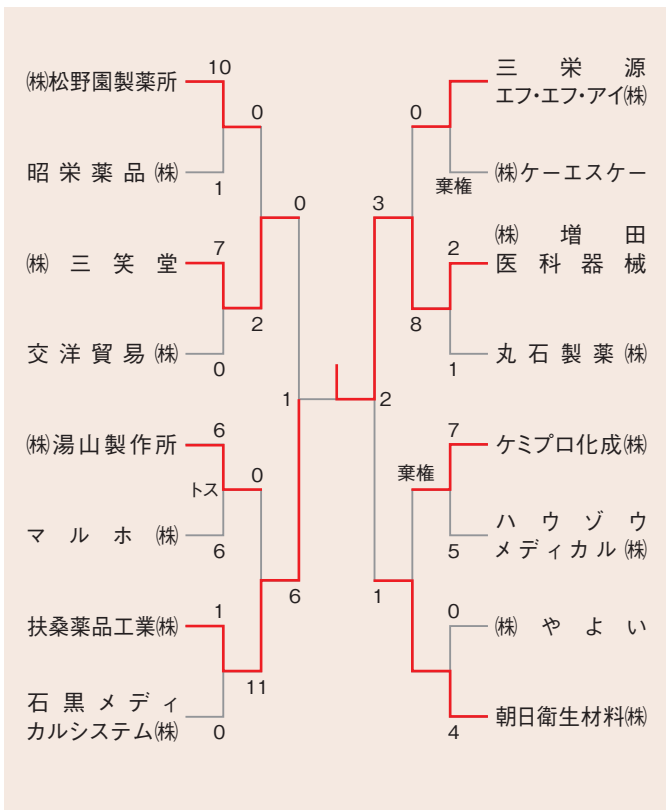 10
㈱松野園製薬所
0
昭栄薬品㈱
1
0
7
㈱三笑堂
2
交洋貿易㈱
0
1
6
㈱湯山製作所
0
トス
マルホ㈱
6
6
1
扶桑薬品工業㈱
11
石黒メディ
カルシステム㈱
0
三栄源
エフ・エフ・アイ㈱
0
㈱ケーエスケー
棄権
3
㈱増田
医科器械
2
8
丸石製薬㈱
1
2
7
ケミプロ化成㈱
棄権
ハウゾウ
メディカル㈱
5
1
0
㈱やよい
朝日衛生材料㈱
4